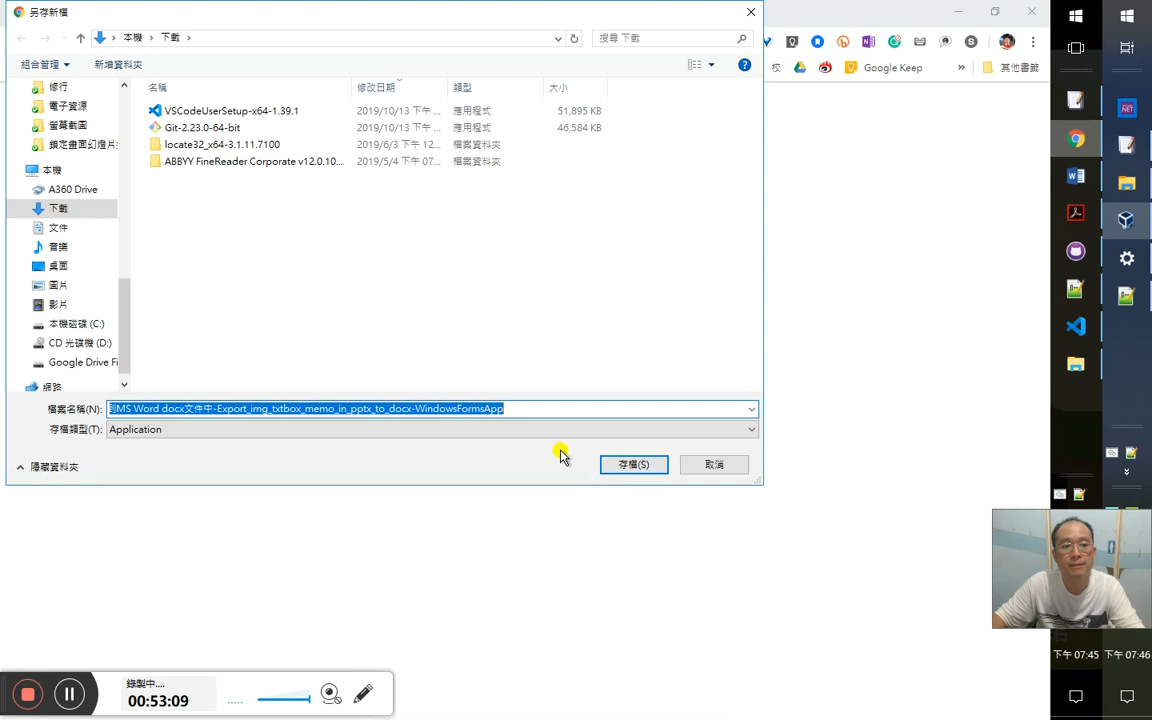 另存新檔
本機 › 下載 ›
搜尋 下載
組合管理
新增資料夾
名稱 修改日期 類型 大小
VSCodeUserSetup-x64-1.39.1 2019/10/13 下午 ... 應用程式 51,895 KB
Git-2.23.0-64-bit 2019/10/13 下午 ... 應用程式 46,584 KB
locate32_x64-3.1.11.7100 2019/6/3 下午 12... 檔案資料夾
ABBYY FineReader Corporate v12.0.10... 2019/5/4 下午 07... 檔案資料夾
修行
電子資源
螢幕截圖
鎖定畫面幻燈片
本機
A360 Drive
下載
文件
音樂
桌面
圖片
影片
本機磁碟 (C:)
CD 光碟機 (D:)
Google Drive Fi
網路
檔案名稱(N):
到MS Word docx文件中-Export_img_txtbox_memo_in_pptx_to_docx-WindowsFormsApp
存檔類型(T):
Application
隱藏資料夾
存檔(S)
取消
校
Google Keep
»
其他書籤
NET
下午 07:45
下午 07:46
錄製中....
00:53:09